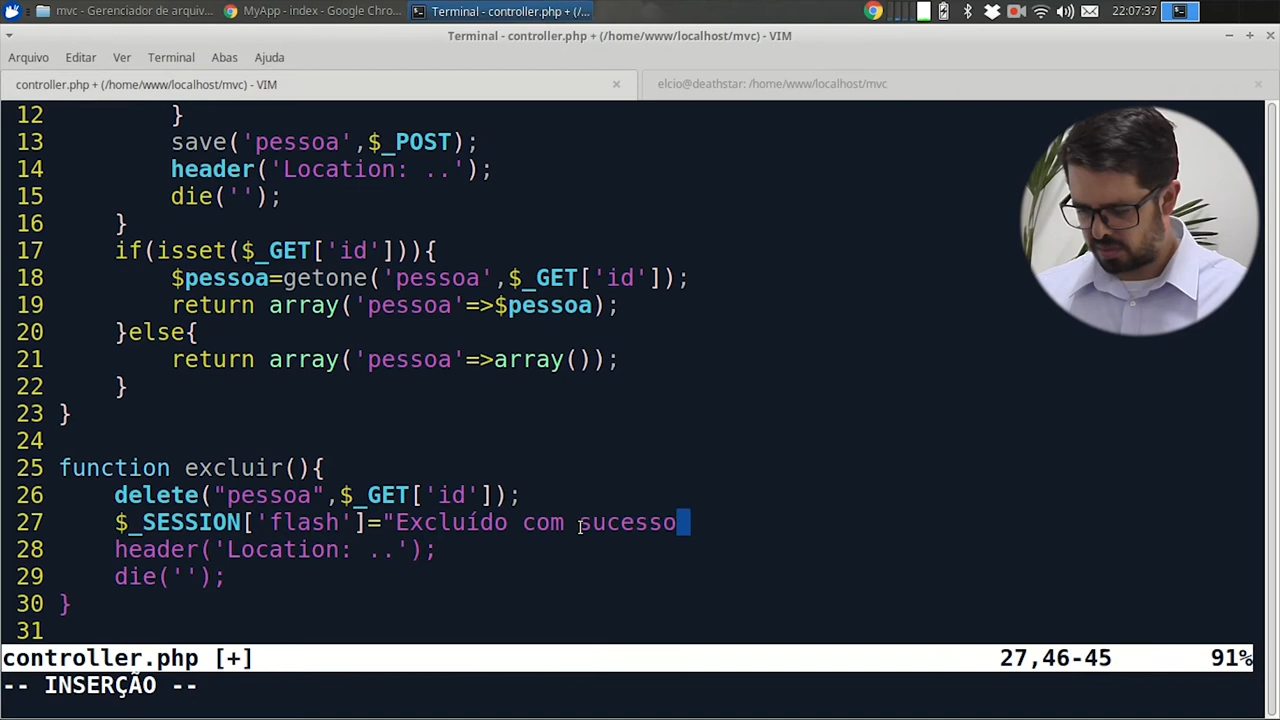 mvc - Gerenciador de arquiv...
MyApp - index - Google Chro...
Terminal - controller.php + (/...
22:07:37
Terminal - controller.php + (/home/www/localhost/mvc) - VIM
Arquivo Editar Ver Terminal Abas Ajuda
controller.php + (/home/www/localhost/mvc) - VIM
elcio@deathstar: /home/www/localhost/mvc
12 }
13 save('pessoa',$_POST);
14 header('Location: ..');
15 die('');
16 }
17 if(isset($_GET['id'])){
18 $pessoa=getone('pessoa',$_GET['id']);
19 return array('pessoa'=>$pessoa);
20 }else{
21 return array('pessoa'=>array());
22 }
23 }
24
25 function excluir(){
26 delete("pessoa",$_GET['id']);
27 $_SESSION['flash']="Excluído com sucesso
28 header('Location: ..');
29 die('');
30 }
31
controller.php [+] 27,46-45 91%
-- INSERÇÃO --